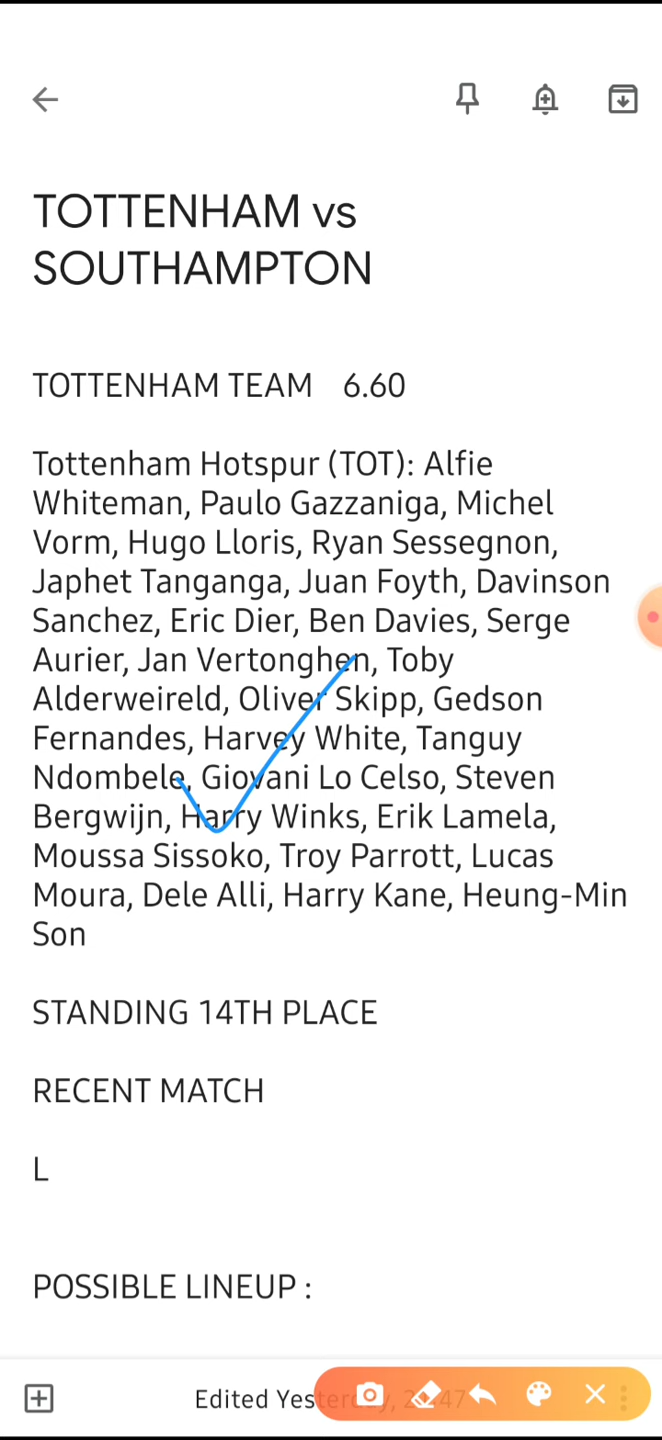 TOTTENHAM vs
SOUTHAMPTON
TOTTENHAM TEAM 6.60
Tottenham Hotspur (TOT): Alfie
Whiteman, Paulo Gazzaniga, Michel
Vorm, Hugo Lloris, Ryan Sessegnon,
Japhet Tanganga, Juan Foyth, Davinson
Sanchez, Eric Dier, Ben Davies, Serge
Aurier, Jan Vertonghen, Toby
Alderweireld, Oliver Skipp, Gedson
Fernandes, Harvey White, Tanguy
Ndombele, Giovani Lo Celso, Steven
Bergwijn, Harry Winks, Erik Lamela,
Moussa Sissoko, Troy Parrott, Lucas
Moura, Dele Alli, Harry Kane, Heung-Min
Son
STANDING 14TH PLACE
RECENT MATCH
L
POSSIBLE LINEUP :
Edited Yesterday,